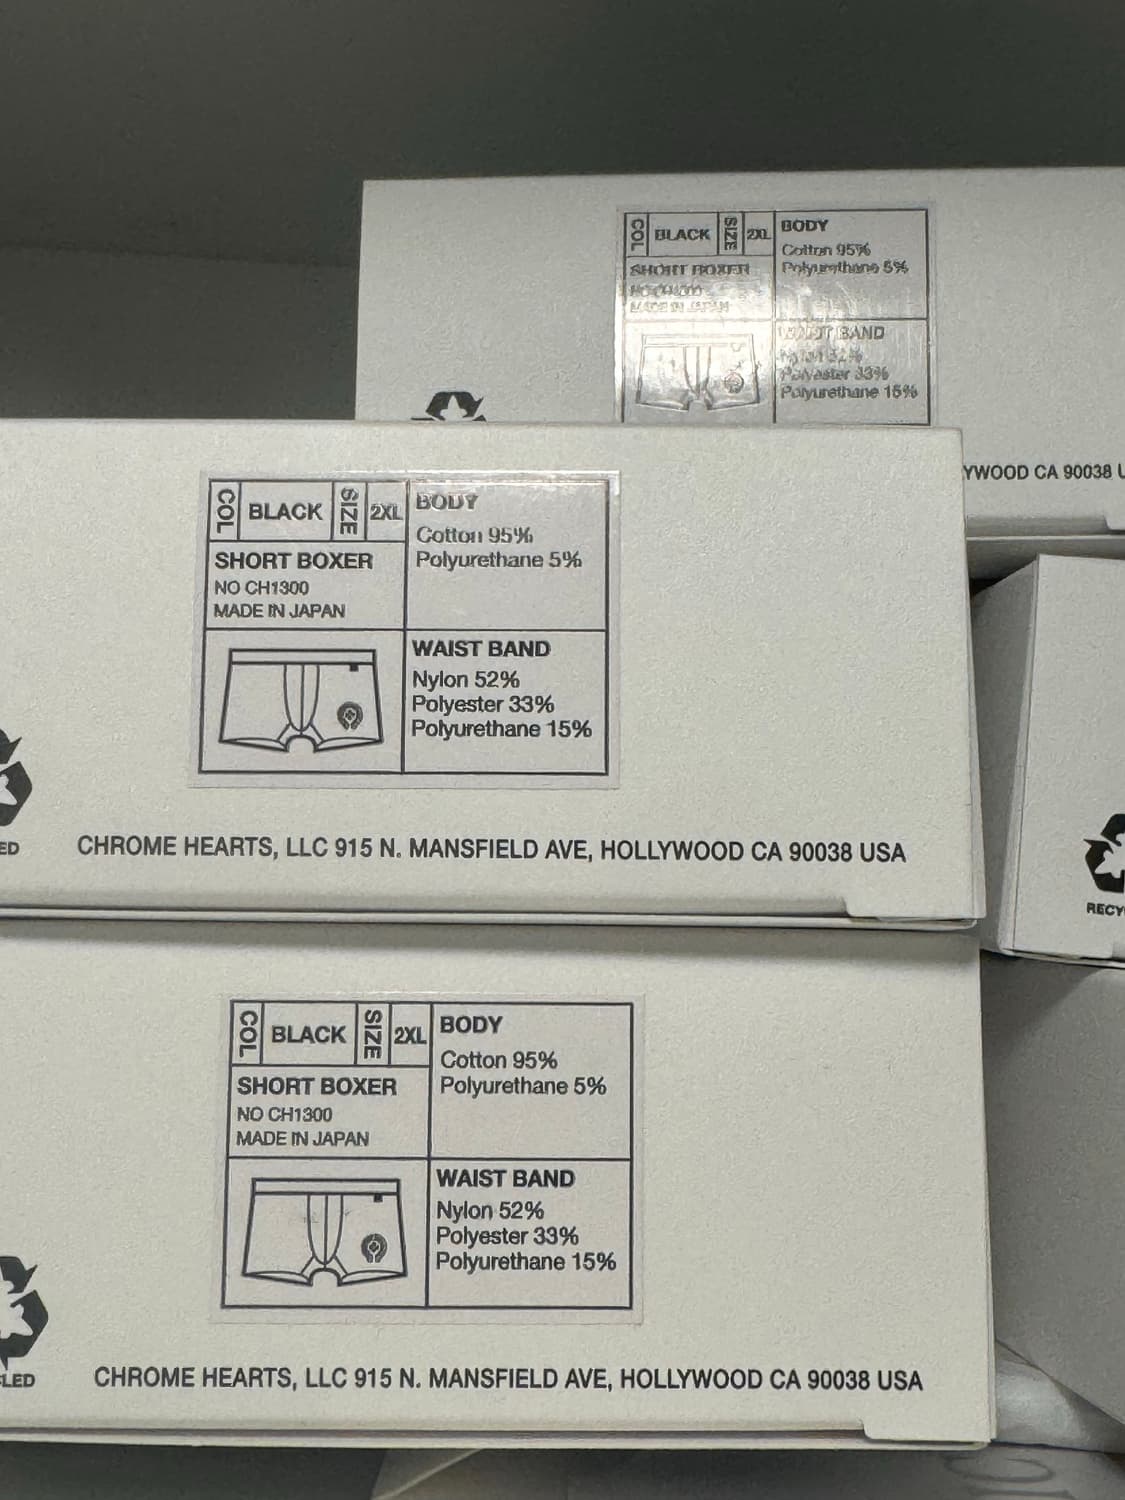 COL BLACK SIZE 2XL
SHORT BOXER
NO CH1300
MADE IN JAPAN
BODY
Cotton 95%
Polyurethane 5%
WAIST BAND
Nylon 52%
Polyester 33%
Polyurethane 15%
YWOOD CA 90038 U
COL BLACK SIZE 2XL
SHORT BOXER
NO CH1300
MADE IN JAPAN
BODY
Cotton 95%
Polyurethane 5%
WAIST BAND
Nylon 52%
Polyester 33%
Polyurethane 15%
ED
CHROME HEARTS, LLC 915 N. MANSFIELD AVE, HOLLYWOOD CA 90038 USA
RECY
COL BLACK SIZE 2XL
SHORT BOXER
NO CH1300
MADE IN JAPAN
BODY
Cotton 95%
Polyurethane 5%
WAIST BAND
Nylon 52%
Polyester 33%
Polyurethane 15%
LED
CHROME HEARTS, LLC 915 N. MANSFIELD AVE, HOLLYWOOD CA 90038 USA